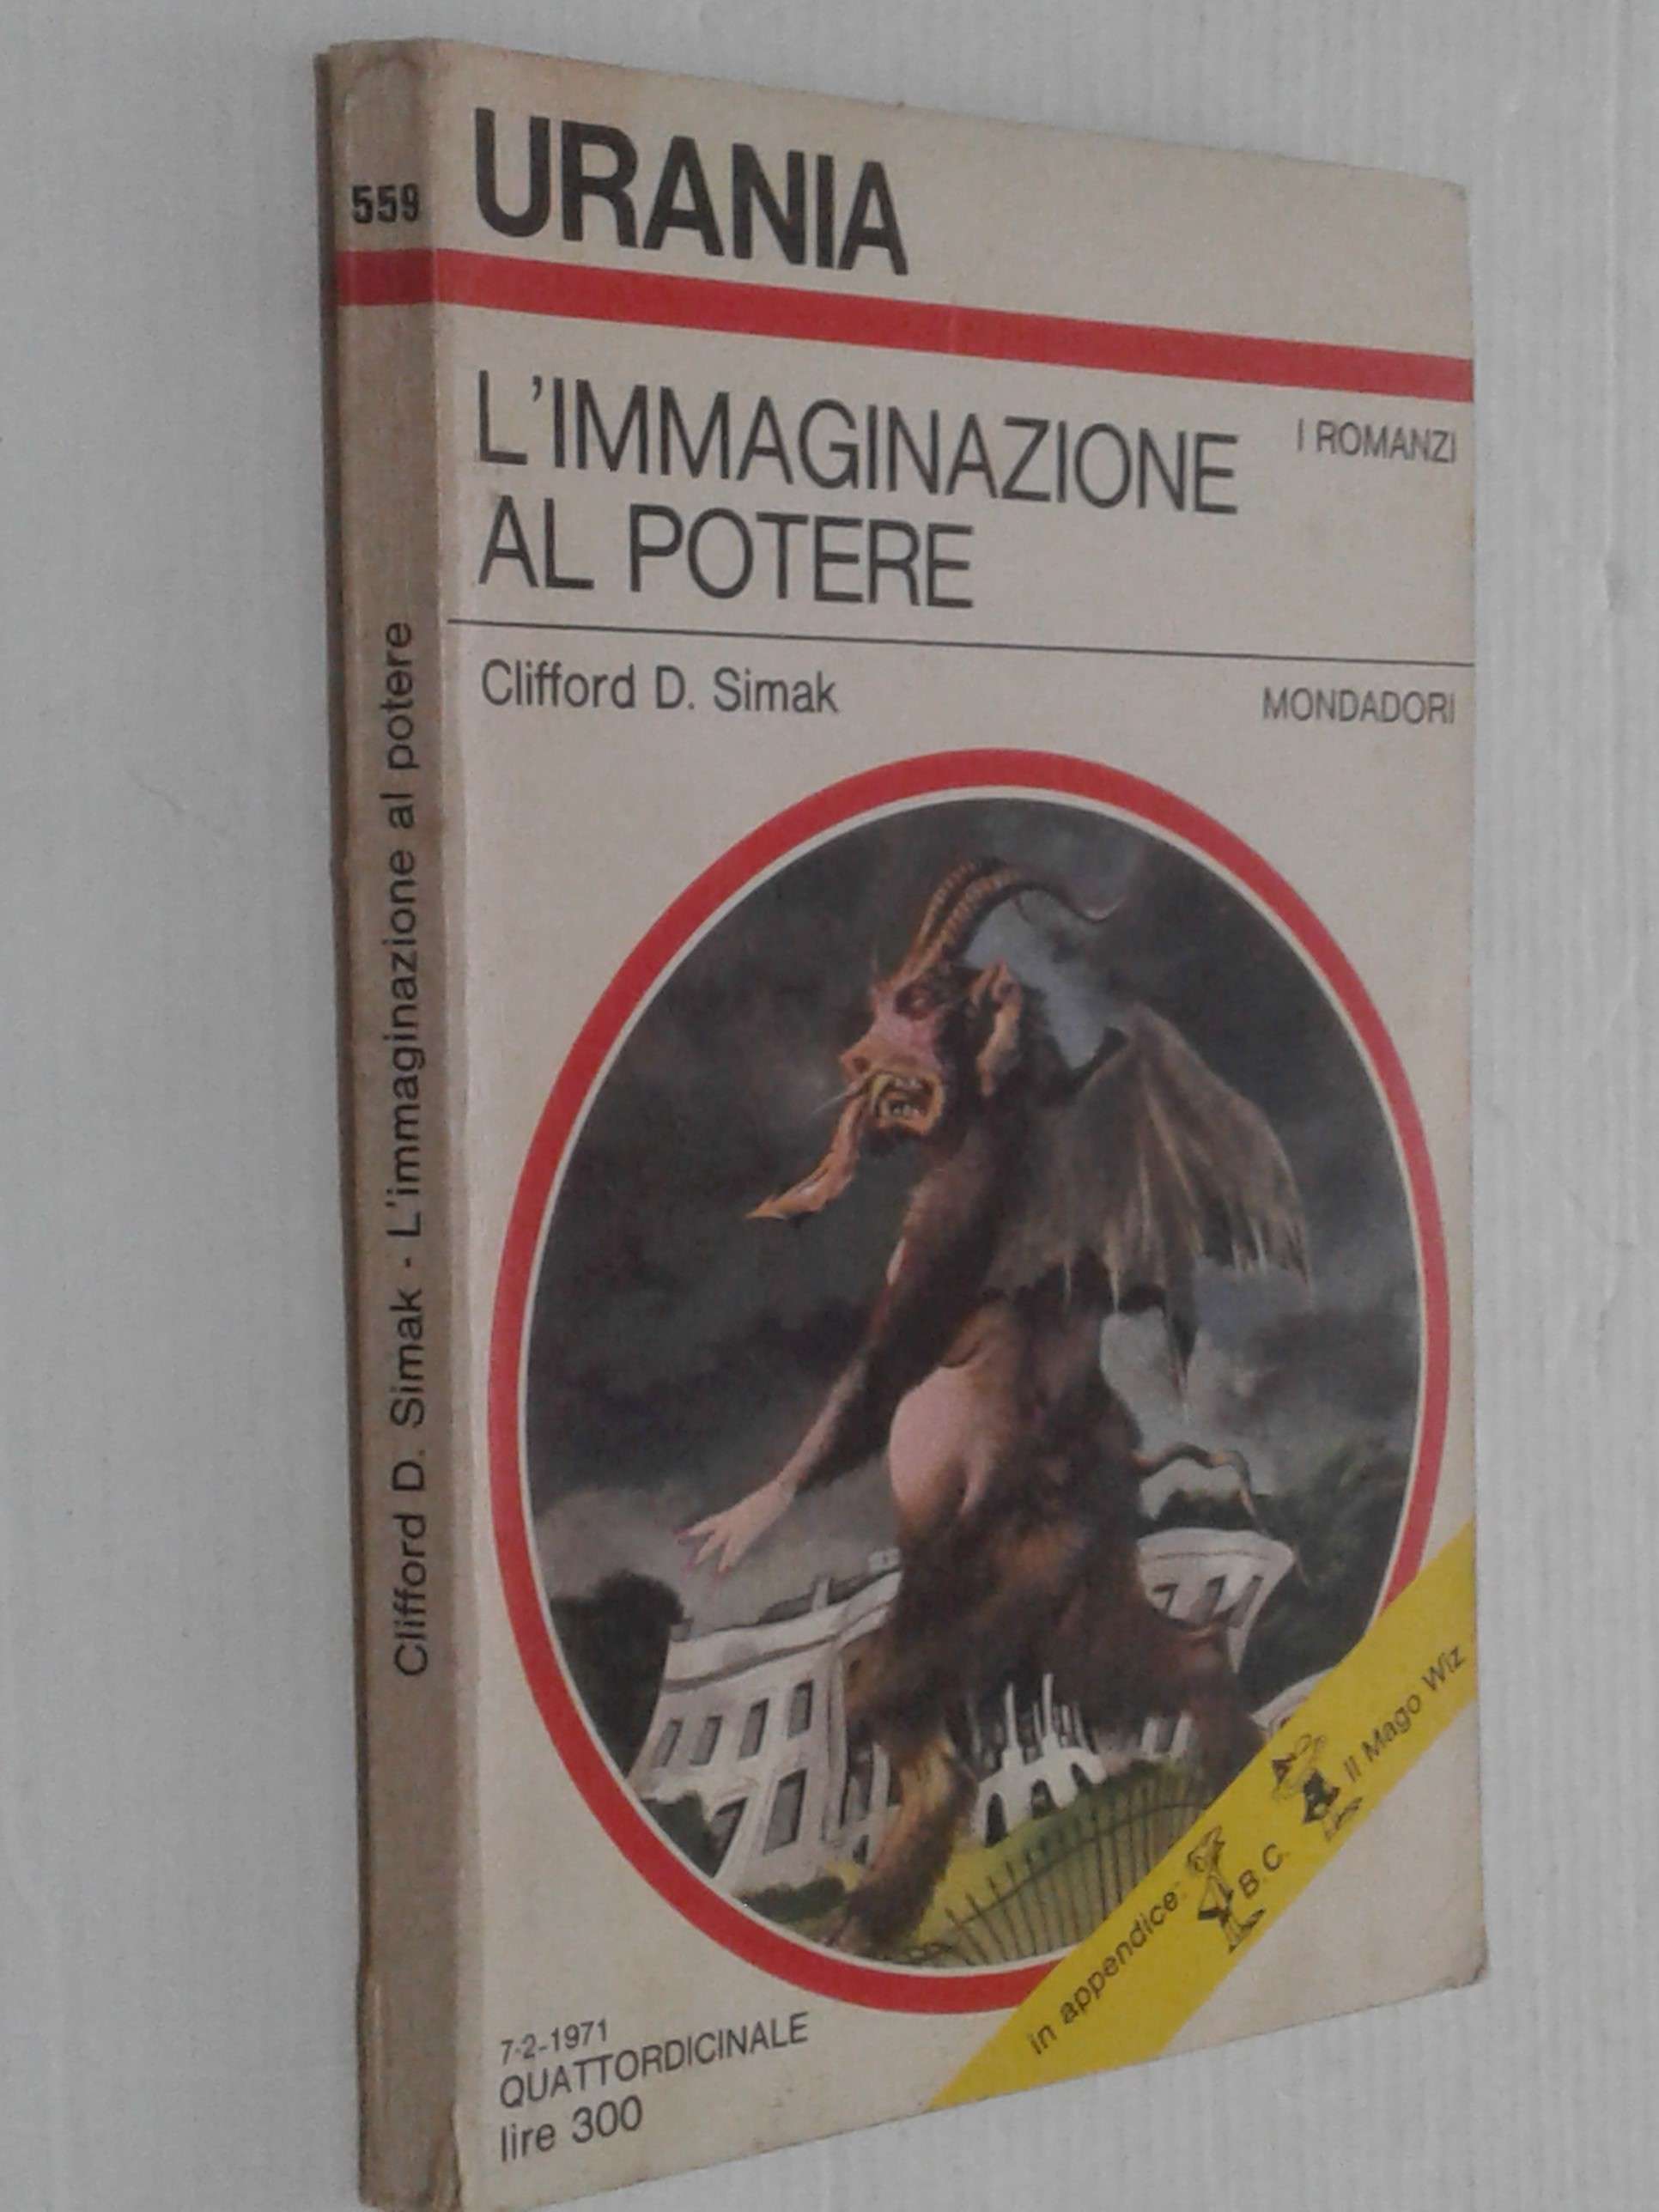 559
URANIA
L'IMMAGINAZIONE
AL POTERE
I ROMANZI
Clifford D. Simak
MONDADORI
Clifford D. Simak - L'immaginazione al potere
in appendice: B.C. Il Mago Wiz
7-2-1971
QUATTORDICINALE
lire 300